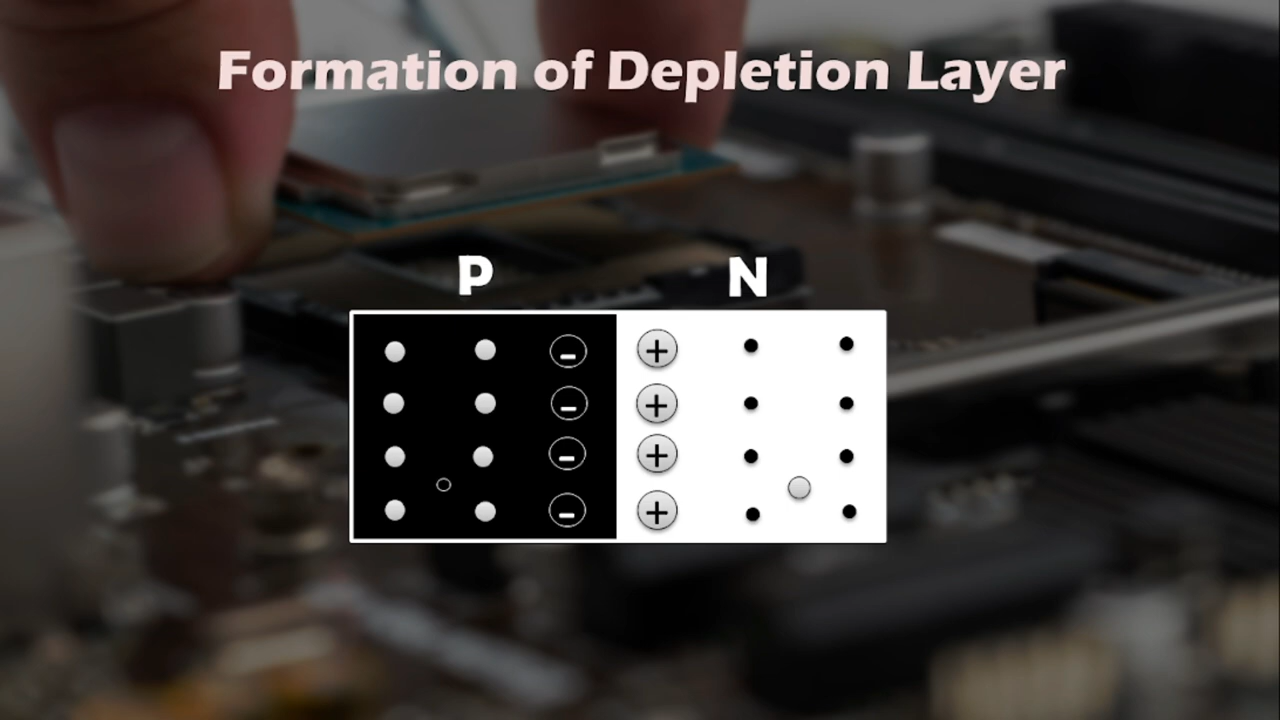 Formation of Depletion Layer
P N
- + 
- +
- +
- +